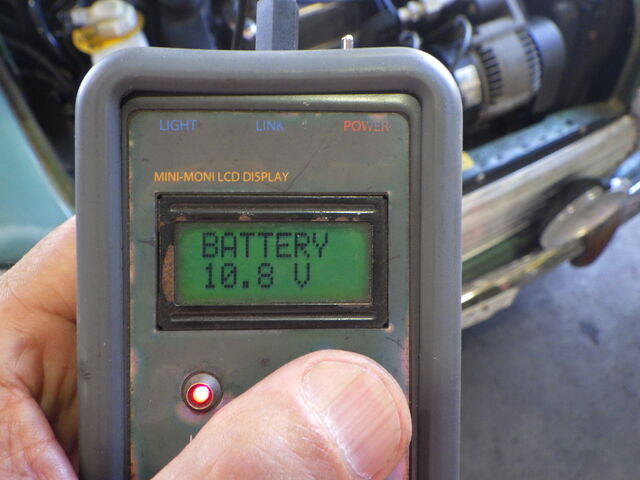 LIGHT LINK POWER
MINI-MONI LCD DISPLAY
BATTERY
10.8 V